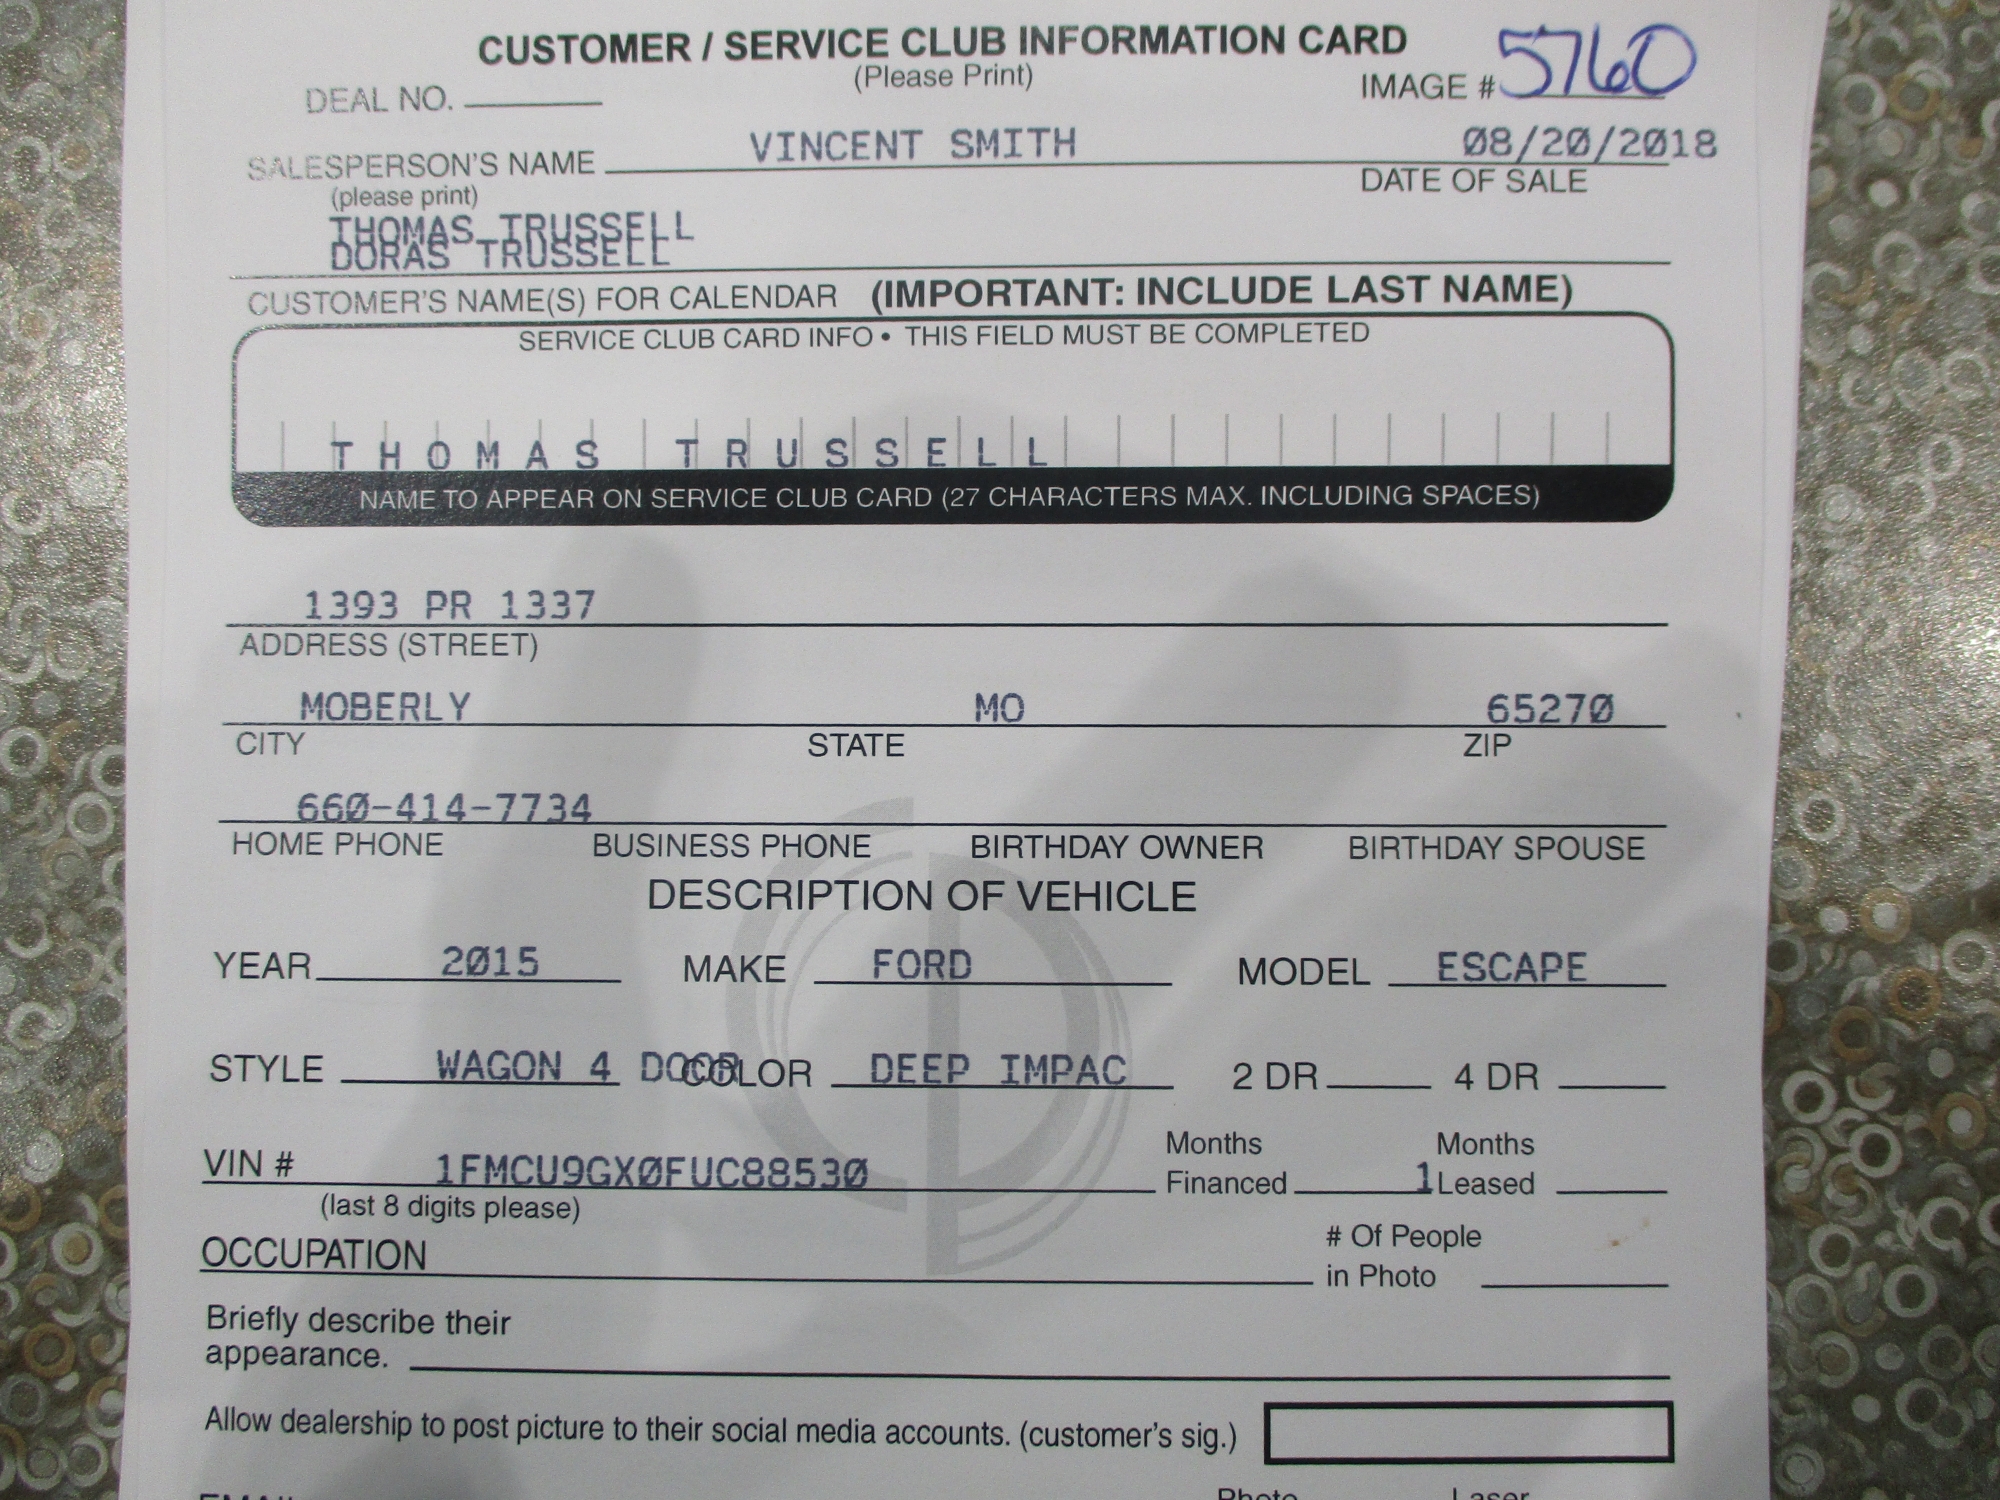 CUSTOMER / SERVICE CLUB INFORMATION CARD
(Please Print)
DEAL NO. IMAGE # 5760
SALESPERSON'S NAME VINCENT SMITH 08/20/2018
(please print) DATE OF SALE
THOMAS TRUSSELL
DORAS TRUSSELL
CUSTOMER'S NAME(S) FOR CALENDAR (IMPORTANT: INCLUDE LAST NAME)
SERVICE CLUB CARD INFO • THIS FIELD MUST BE COMPLETED
THOMAS TRUSSELL
NAME TO APPEAR ON SERVICE CLUB CARD (27 CHARACTERS MAX. INCLUDING SPACES)
1393 PR 1337
ADDRESS (STREET)
MOBERLY MO 65270
CITY STATE ZIP
660-414-7734
HOME PHONE BUSINESS PHONE BIRTHDAY OWNER BIRTHDAY SPOUSE
DESCRIPTION OF VEHICLE
YEAR 2015 MAKE FORD MODEL ESCAPE
STYLE WAGON 4 DOOR COLOR DEEP IMPAC 2 DR 4 DR
VIN # 1FMCU9GX0FUC88530 Months Financed 1 Months Leased
(last 8 digits please)
OCCUPATION # Of People in Photo
Briefly describe their
appearance.
Allow dealership to post picture to their social media accounts. (customer's sig.)
Photo Laser